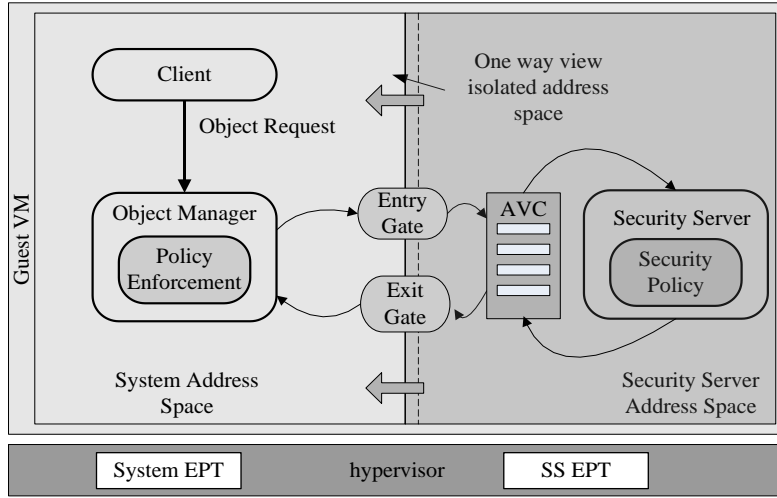 Client
One way view
isolated address
space
Object Request
Guest VM
Object Manager
Policy
Enforcement
Entry
Gate
AVC
Security Server
Security
Policy
Exit
Gate
System Address
Space
Security Server
Address Space
System EPT
hypervisor
SS EPT